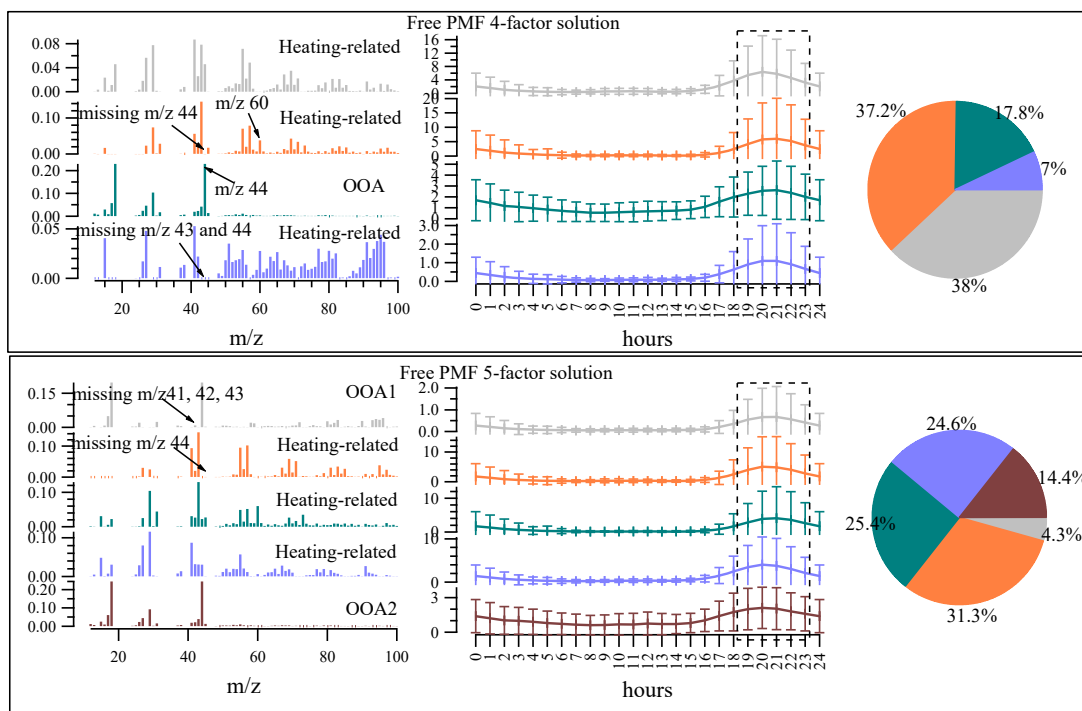 Free PMF 4-factor solution
0.08
0.04
0.00
Heating-related
missing m/z 44
m/z 60
Heating-related
0.10
0.00
0.20
0.10
0.00
m/z 44
OOA
missing m/z 43 and 44
Heating-related
0.05
0.00
20 40 60 80 100
m/z
16
12
8
4
0
20
15
10
5
0
5
4
3
2
1
0
3.0
2.0
1.0
0.0
0 1 2 3 4 5 6 7 8 9 10 11 12 13 14 15 16 17 18 19 20 21 22 23 24
hours
37.2%
17.8%
7%
38%
Free PMF 5-factor solution
0.15
0.00
missing m/z41, 42, 43
OOA1
missing m/z 44
Heating-related
0.10
0.00
Heating-related
0.10
0.00
Heating-related
0.10
0.00
OOA2
0.20
0.10
0.00
20 40 60 80 100
m/z
2.0
1.0
0.0
10
0
10
0
0
3
0
0 1 2 3 4 5 6 7 8 9 10 11 12 13 14 15 16 17 18 19 20 21 22 23 24
hours
24.6%
14.4%
4.3%
25.4%
31.3%